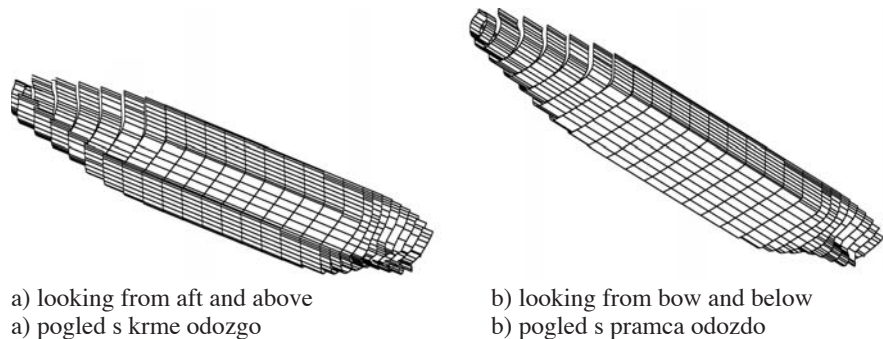 a) looking from aft and above
a) pogled s krme odozgo
b) looking from bow and below
b) pogled s pramca odozdo